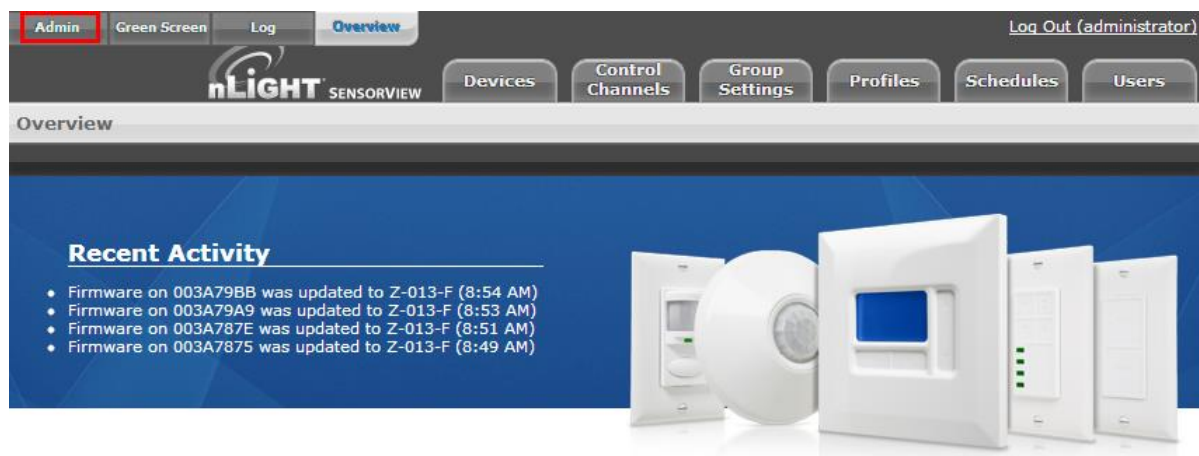 Admin
Green Screen
Log
Overview
Log Out (administrator)
nLIGHT SENSORVIEW
Devices
Control
Channels
Group
Settings
Profiles
Schedules
Users
Overview
Recent Activity
Firmware on 003A79BB was updated to Z-013-F (8:54 AM)
Firmware on 003A79A9 was updated to Z-013-F (8:53 AM)
Firmware on 003A787E was updated to Z-013-F (8:51 AM)
Firmware on 003A7875 was updated to Z-013-F (8:49 AM)